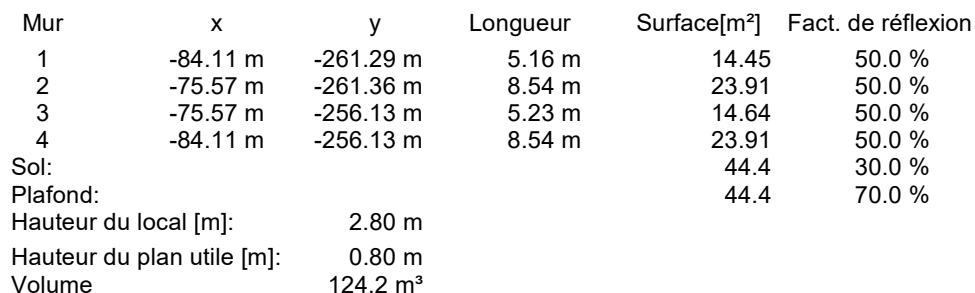 Mur x y Longueur Surface[m²] Fact. de réflexion
1 -84.11 m -261.29 m 5.16 m 14.45 50.0 %
2 -75.57 m -261.36 m 8.54 m 23.91 50.0 %
3 -75.57 m -256.13 m 5.23 m 14.64 50.0 %
4 -84.11 m -256.13 m 8.54 m 23.91 50.0 %
Sol: 44.4 30.0 %
Plafond: 44.4 70.0 %
Hauteur du local [m]: 2.80 m
Hauteur du plan utile [m]: 0.80 m
Volume 124.2 m³